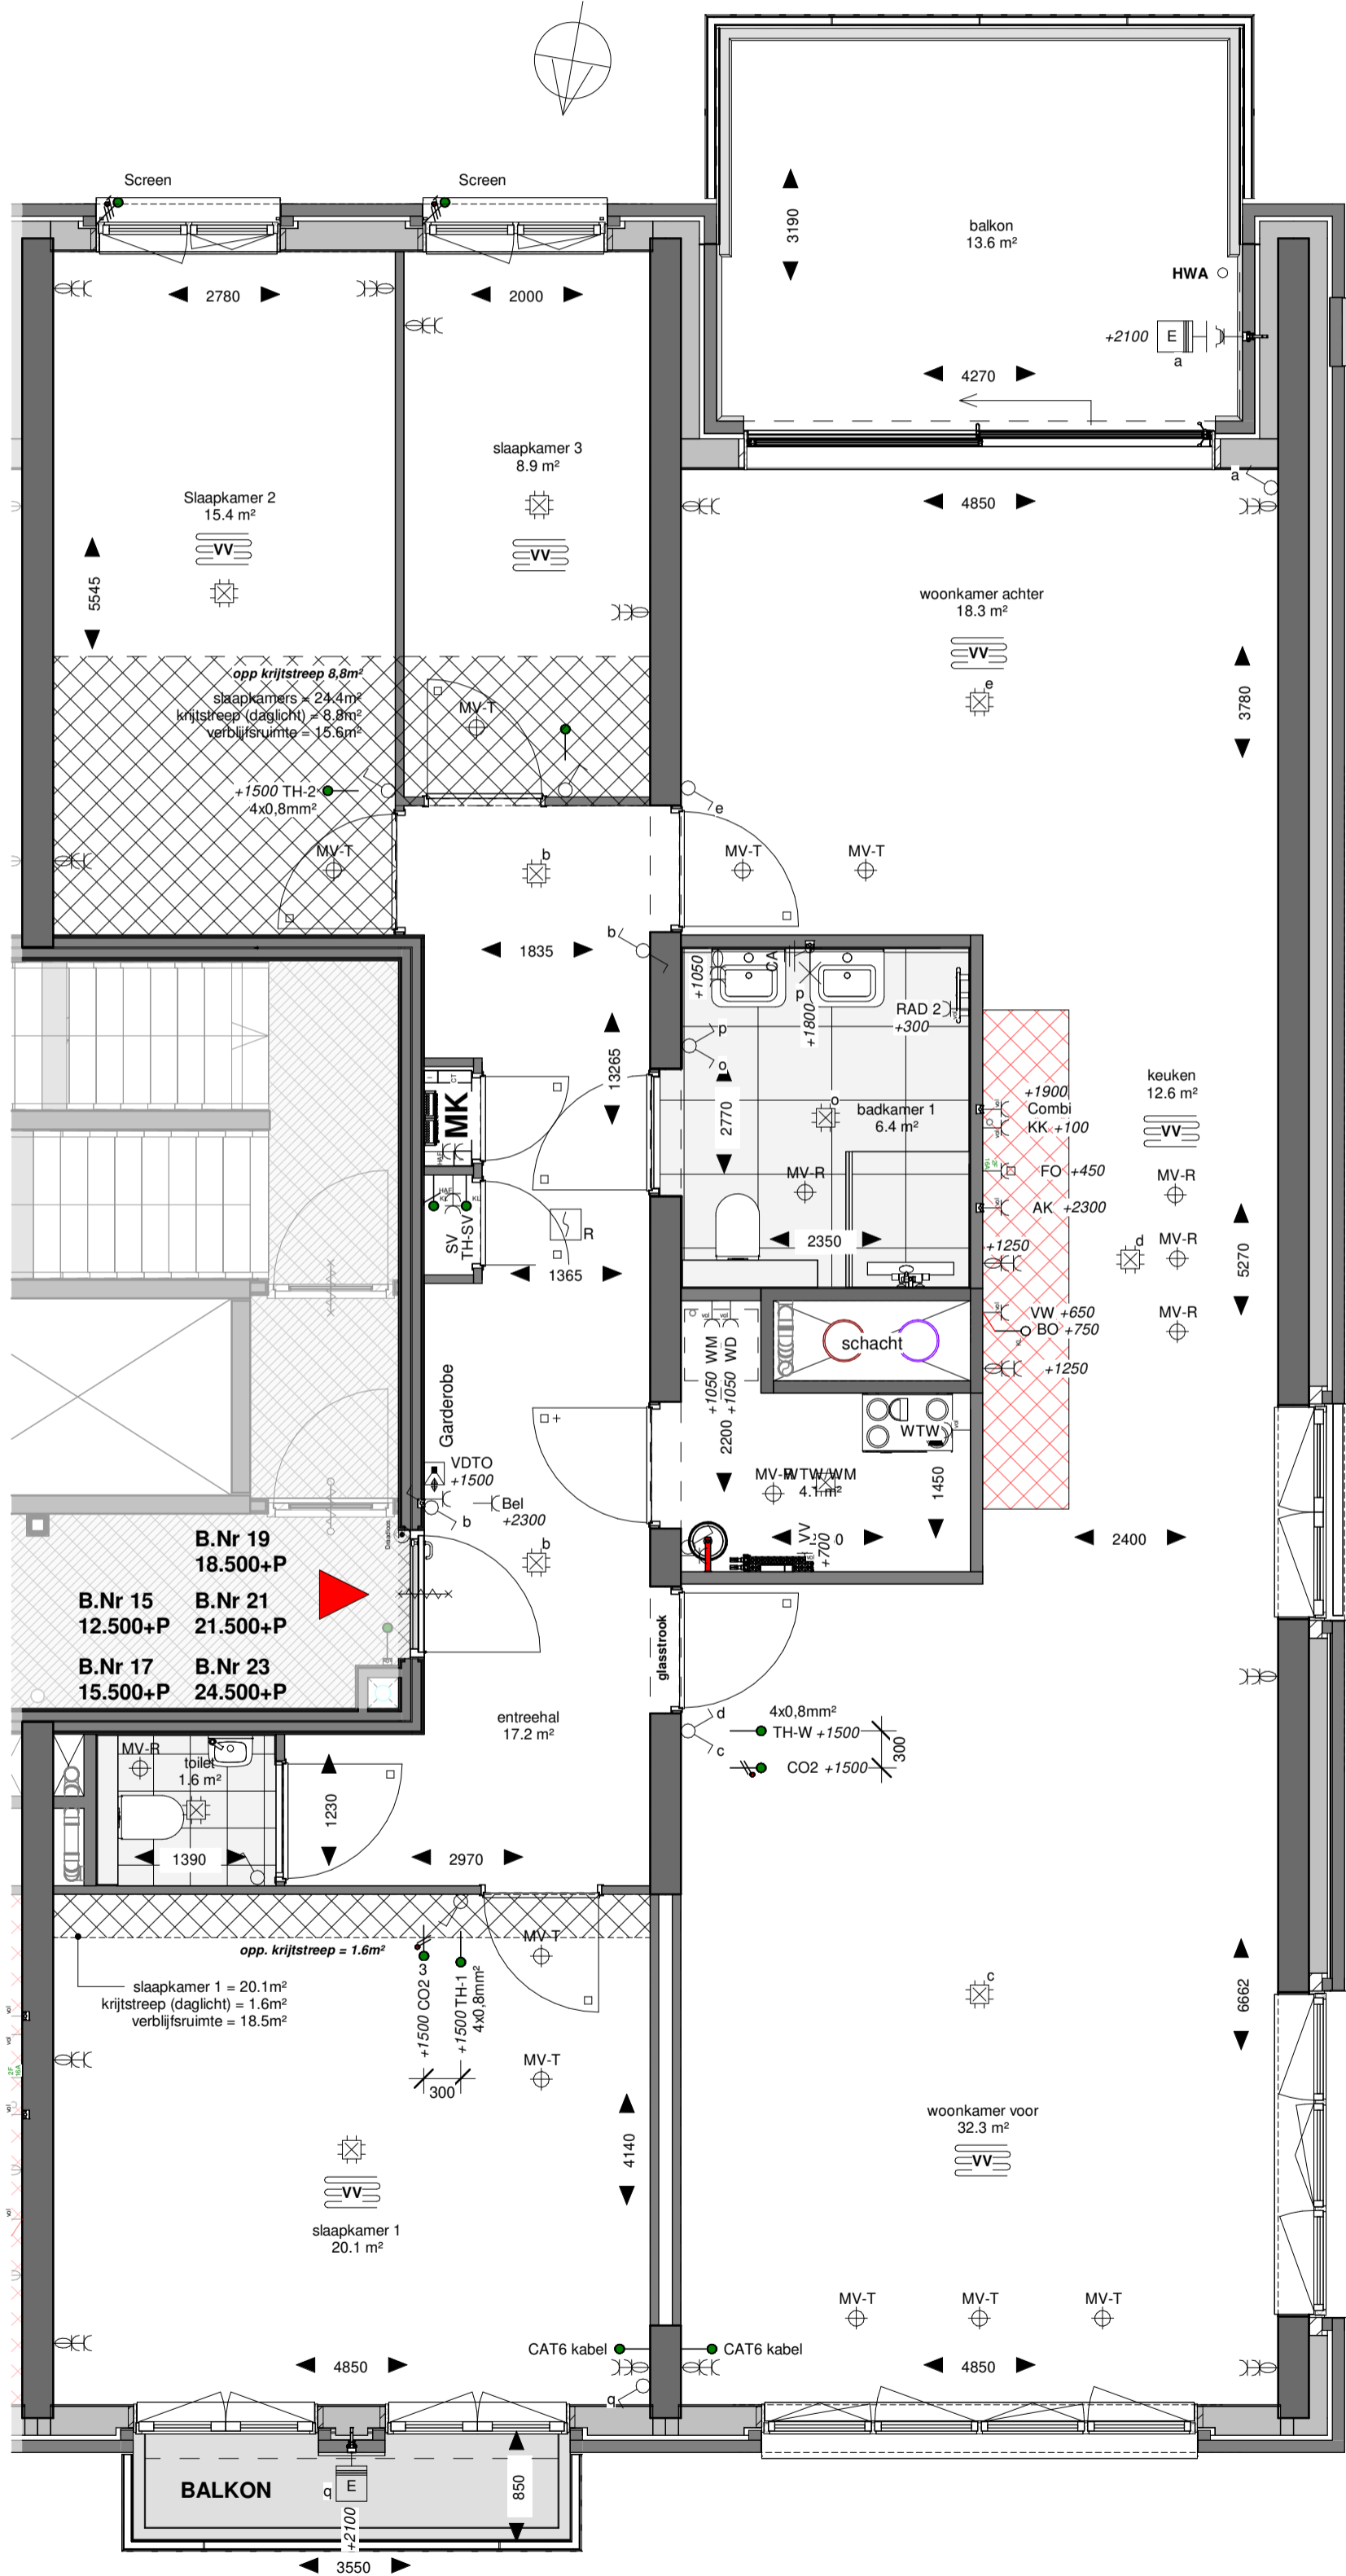 Screen
Screen
3190
balkon
13.6 m²
HWA
+2100
E
a
2780
2000
4270
slaapkamer 3
8.9 m²
a
Slaapkamer 2
15.4 m²
4850
VV
VV
5545
woonkamer achter
18.3 m²
VV
e
3780
opp krijtstreep 8,8m²
slaapkamers = 24.4m²
krijtstreep (daglicht) = 8.8m²
verblijfsruimte = 15.6m²
MV-T
+1500 TH-2
4x0,8mm²
e
MV-T
b
MV-T
MV-T
b
1835
+1050
CA
p
+1800
RAD 2
+300
p
o
13265
2770
MK
CT
o
badkamer 1
6.4 m²
keuken
12.6 m²
VV
+1900
Combi
KK +100
FO +450
AK +2300
+1250
MV-R
MV-R
d
MV-R
MV-R
SV
TH-SV
R
1365
2350
5270
VW +650
BO +750
+1250
schacht
+1050 WM
+1050 WD
2200
Garderobe
VDTO
+1500
Bel
+2300
b
b
WTW
MV-R
WTW/WM
4.1 m²
1450
VV
+700
2400
B.Nr 19
18.500+P
B.Nr 15
12.500+P
B.Nr 21
21.500+P
B.Nr 17
15.500+P
B.Nr 23
24.500+P
glasstrook
entreehal
17.2 m²
d
c
4x0,8mm²
TH-W +1500
CO2 +1500
300
MV-R
toilet
1.6 m²
1230
1390
2970
opp. krijtstreep = 1.6m²
MV-T
slaapkamer 1 = 20.1m²
krijtstreep (daglicht) = 1.6m²
verblijfsruimte = 18.5m²
+1500 CO2 3
+1500 TH-1
4x0,8mm²
300
MV-T
c
6662
4140
woonkamer voor
32.3 m²
VV
VV
slaapkamer 1
20.1 m²
MV-T
MV-T
MV-T
CAT6 kabel
CAT6 kabel
4850
4850
q
BALKON
q
E
+2100
850
3550